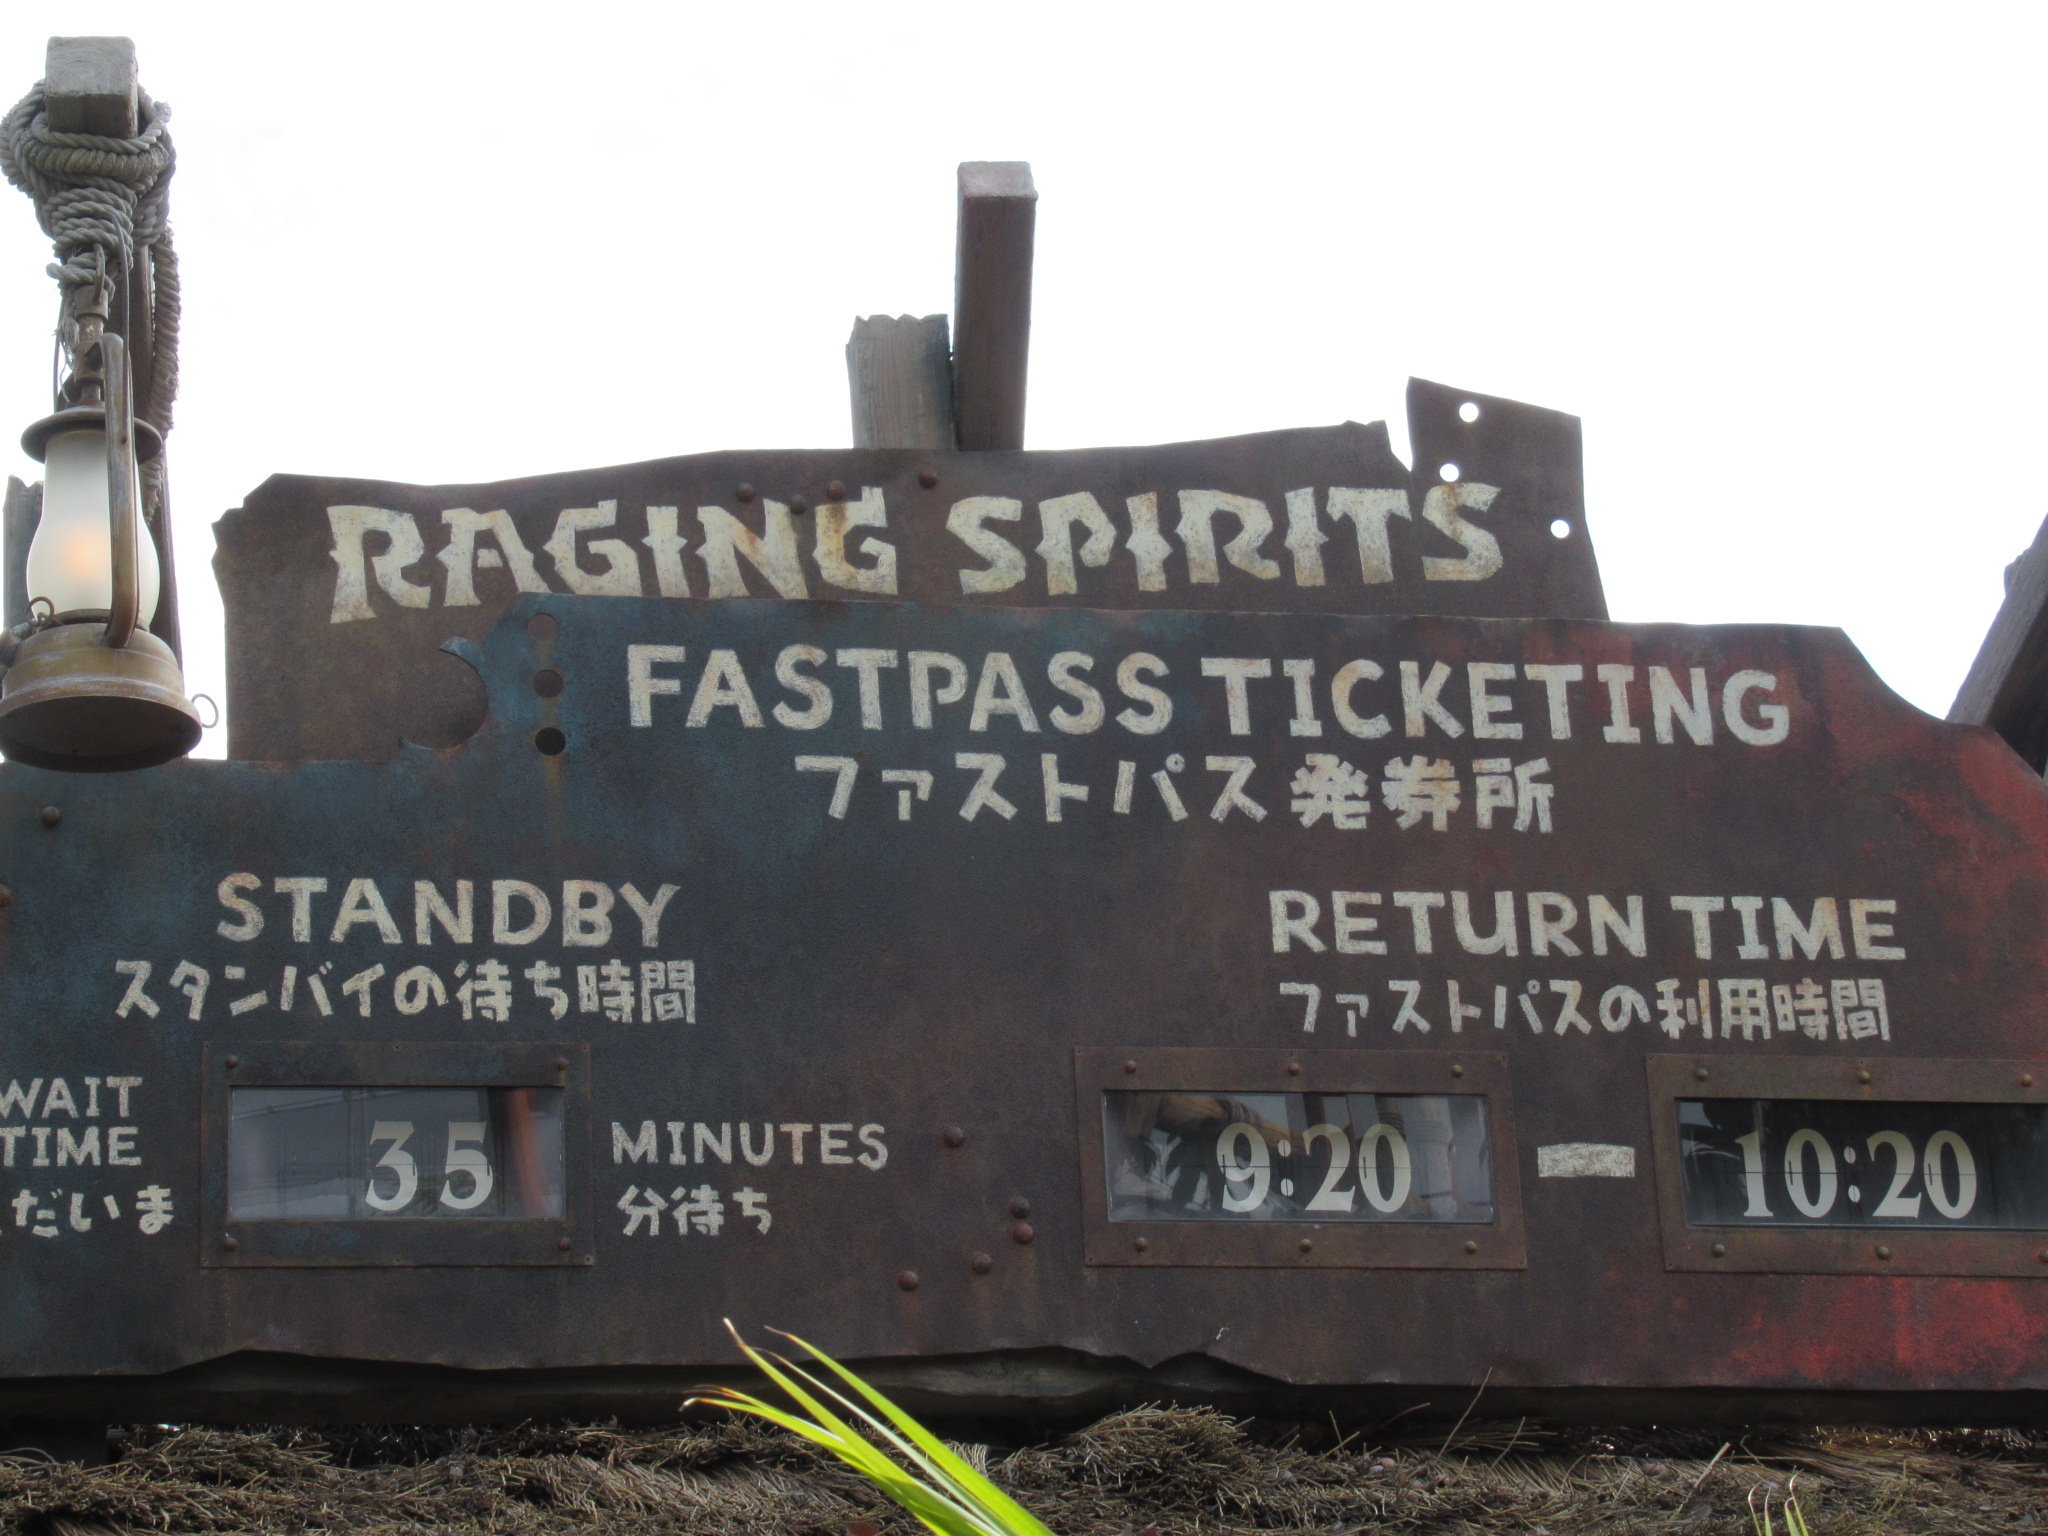 RAGING SPIRITS
FASTPASS TICKETING
ファストパス発券所
STANDBY
スタンバイの待ち時間
WAIT
TIME
だいま
35
MINUTES
分待ち
RETURN TIME
ファストパスの利用時間
9:20 — 10:20